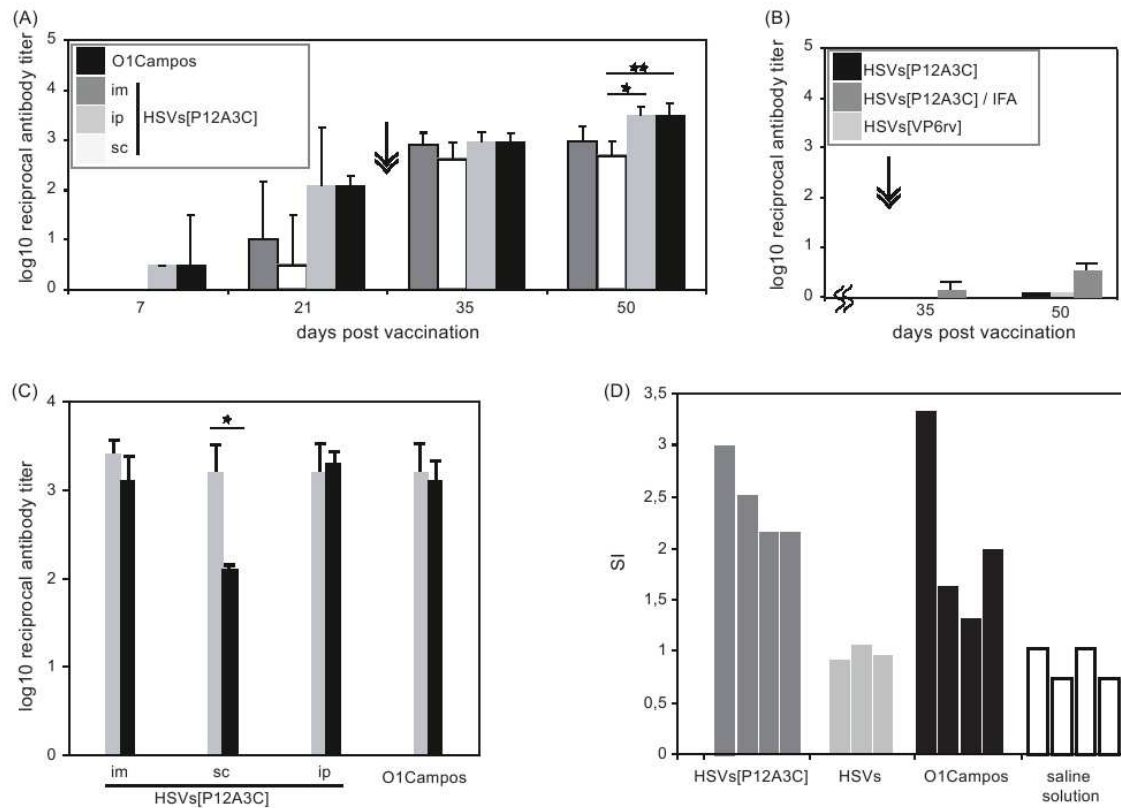 (A)
log10 reciprocal antibody titer
5
4
3
2
1
0
O1Campos
im
ip
sc
HSVs[P12A3C]
7
21
35
50
days post vaccination
(B)
log10 reciprocal antibody titer
5
4
3
2
1
0
HSVs[P12A3C]
HSVs[P12A3C] / IFA
HSVs[VP6rv]
35
50
days post vaccination
(C)
log10 reciprocal antibody titer
4
3
2
1
0
im
sc
ip
O1Campos
HSVs[P12A3C]
(D)
SI
3,5
3
2,5
2
1,5
1
0,5
0
HSVs[P12A3C]
HSVs
O1Campos
saline
solution